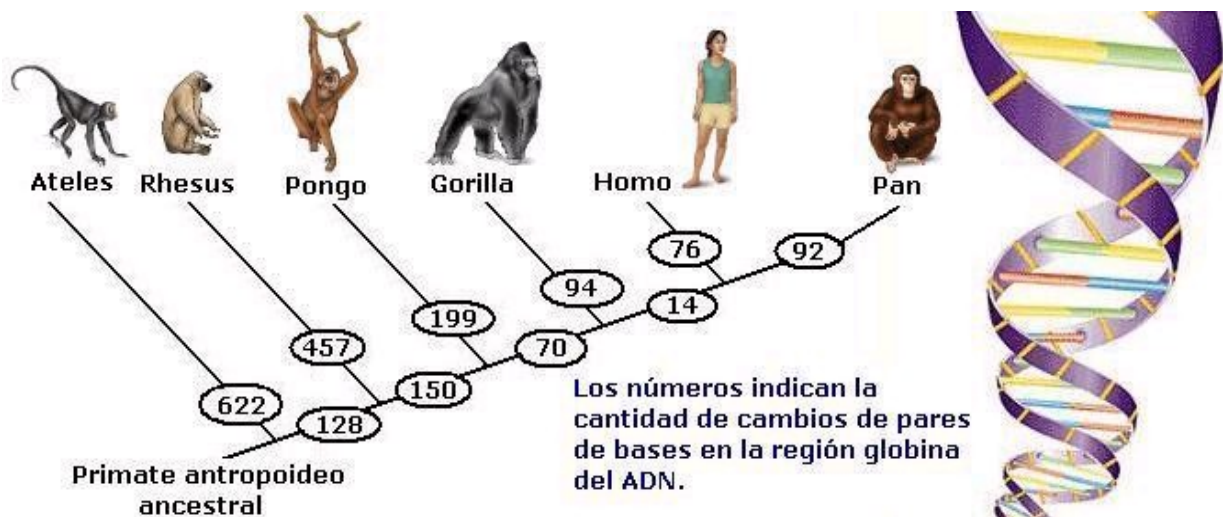 Ateles Rhesus Pongo Gorilla Homo Pan
76 92
94 14
199 70
457 150
622 128
Los números indican la
cantidad de cambios de pares
de bases en la región globina
del ADN.
Primate antropoideo
ancestral